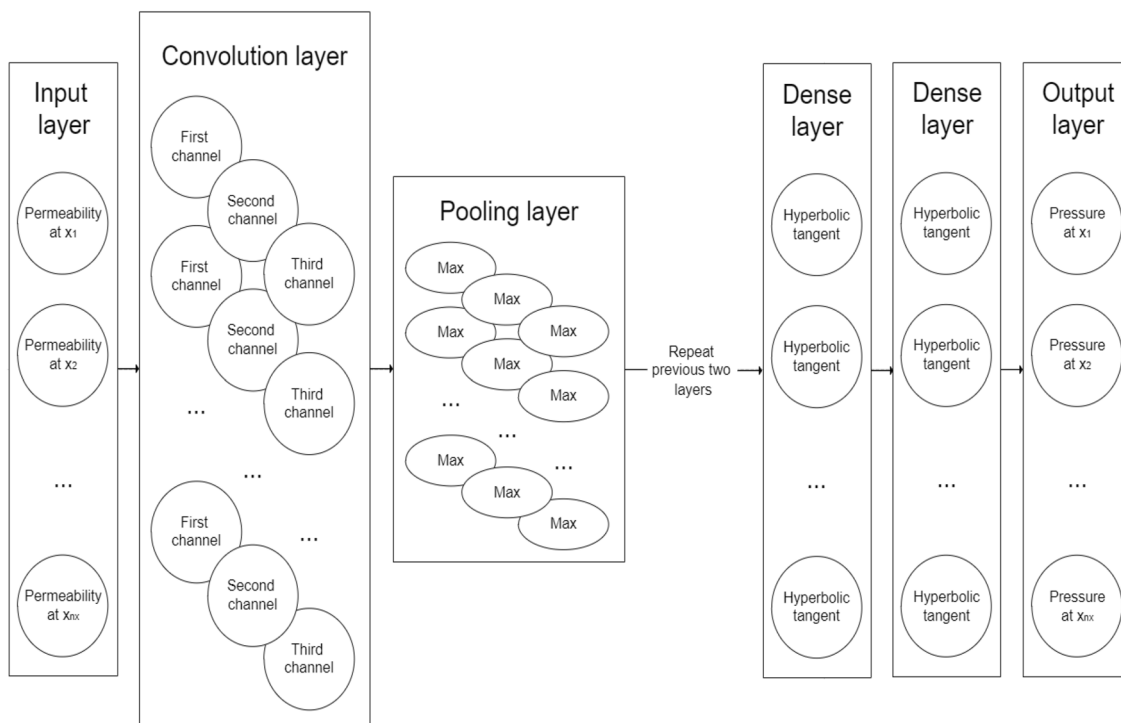 Input
layer
Permeability
at x1
Permeability
at x2
...
Permeability
at xnx
Convolution layer
First
channel
Second
channel
Third
channel
First
channel
Second
channel
Third
channel
...
...
...
First
channel
Second
channel
Third
channel
Pooling layer
Max
Max
Max
Max
Max
Max
...
...
...
Max
Max
Max
Repeat
previous two
layers
Dense
layer
Hyperbolic
tangent
Hyperbolic
tangent
...
Hyperbolic
tangent
Dense
layer
Hyperbolic
tangent
Hyperbolic
tangent
...
Hyperbolic
tangent
Output
layer
Pressure
at x1
Pressure
at x2
...
Pressure
at xnx